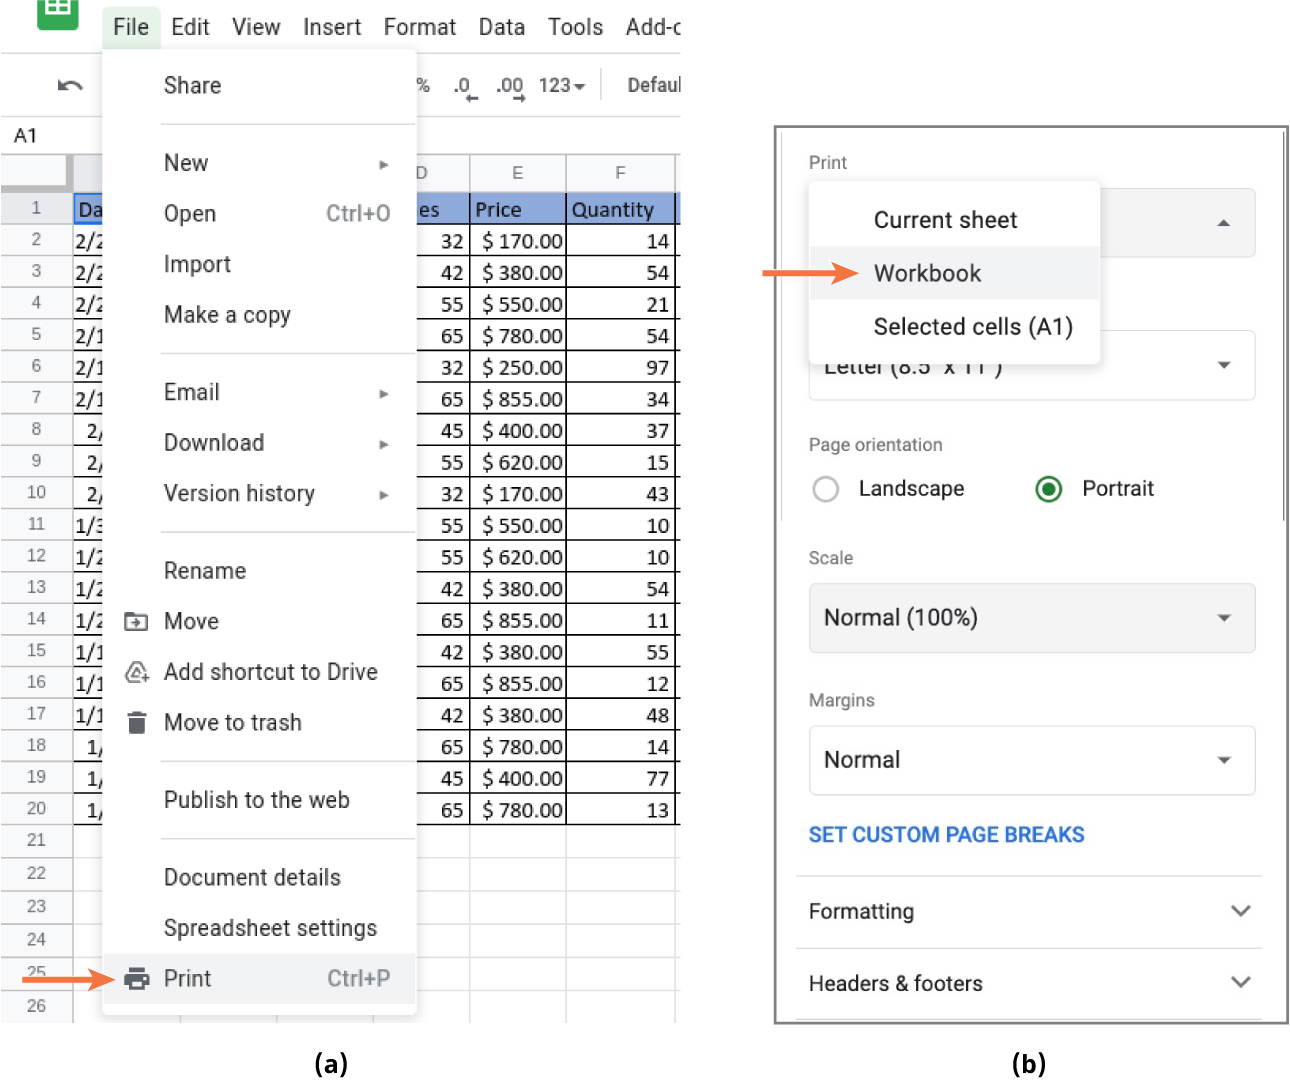 File Edit View Insert Format Data Tools Add-c
% .0 .00 123 Defaul
A1
D E F
1 Da es Price Quantity
2 2/2 32 $ 170.00 14
3 2/2 42 $ 380.00 54
4 2/2 55 $ 550.00 21
5 2/1 65 $ 780.00 54
6 2/1 32 $ 250.00 97
7 2/1 65 $ 855.00 34
8 2/ 45 $ 400.00 37
9 2/ 55 $ 620.00 15
10 2/ 32 $ 170.00 43
11 1/3 55 $ 550.00 10
12 1/2 55 $ 620.00 10
13 1/2 42 $ 380.00 54
14 1/2 65 $ 855.00 11
15 1/1 42 $ 380.00 55
16 1/1 65 $ 855.00 12
17 1/1 42 $ 380.00 48
18 1/ 65 $ 780.00 14
19 1/ 45 $ 400.00 77
20 1/ 65 $ 780.00 13
21
22
23
24
25
26
Share
New
Open Ctrl+O
Import
Make a copy
Email
Download
Version history
Rename
Move
Add shortcut to Drive
Move to trash
Publish to the web
Document details
Spreadsheet settings
Print Ctrl+P
(a)
Print
Current sheet
Workbook
Selected cells (A1)
Letter (8.5" x 11")
Page orientation
Landscape Portrait
Scale
Normal (100%)
Margins
Normal
SET CUSTOM PAGE BREAKS
Formatting
Headers & footers
(b)